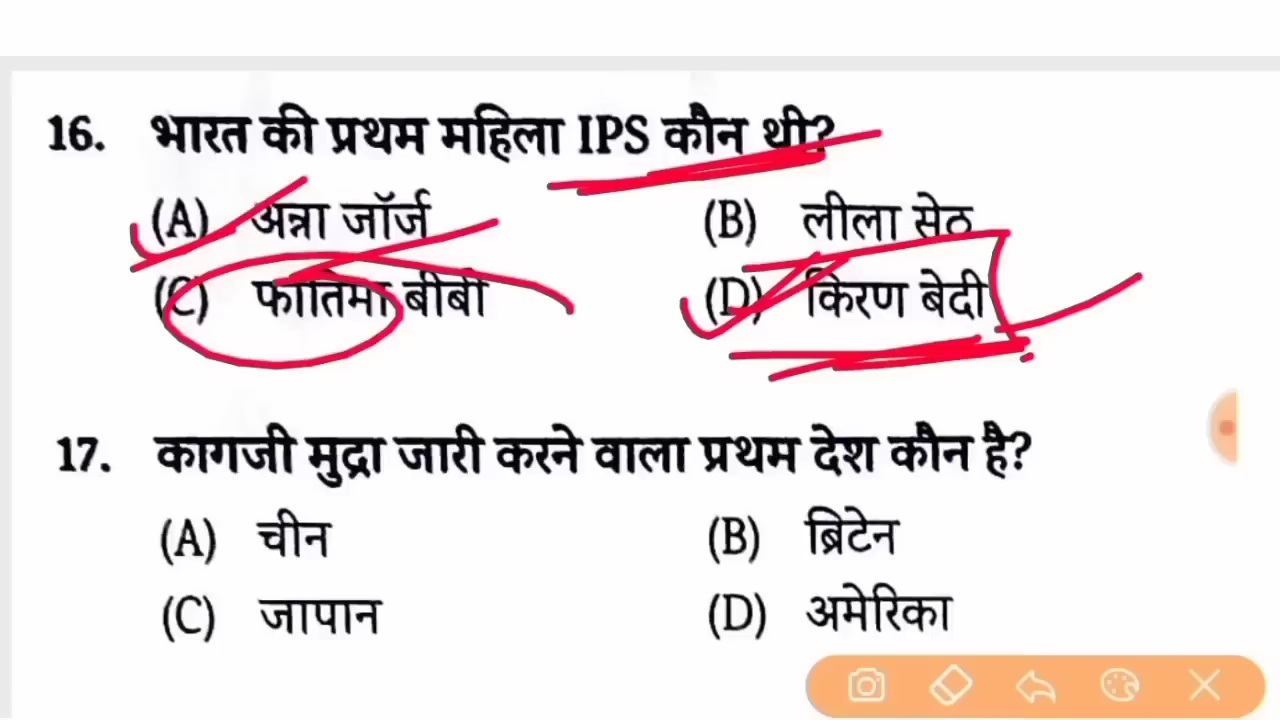 16. भारत की प्रथम महिला IPS कौन थी?
(A) अन्ना जॉर्ज (B) लीला सेठ
(C) फातिमा बीबी (D) किरण बेदी
17. कागजी मुद्रा जारी करने वाला प्रथम देश कौन है?
(A) चीन (B) ब्रिटेन
(C) जापान (D) अमेरिका